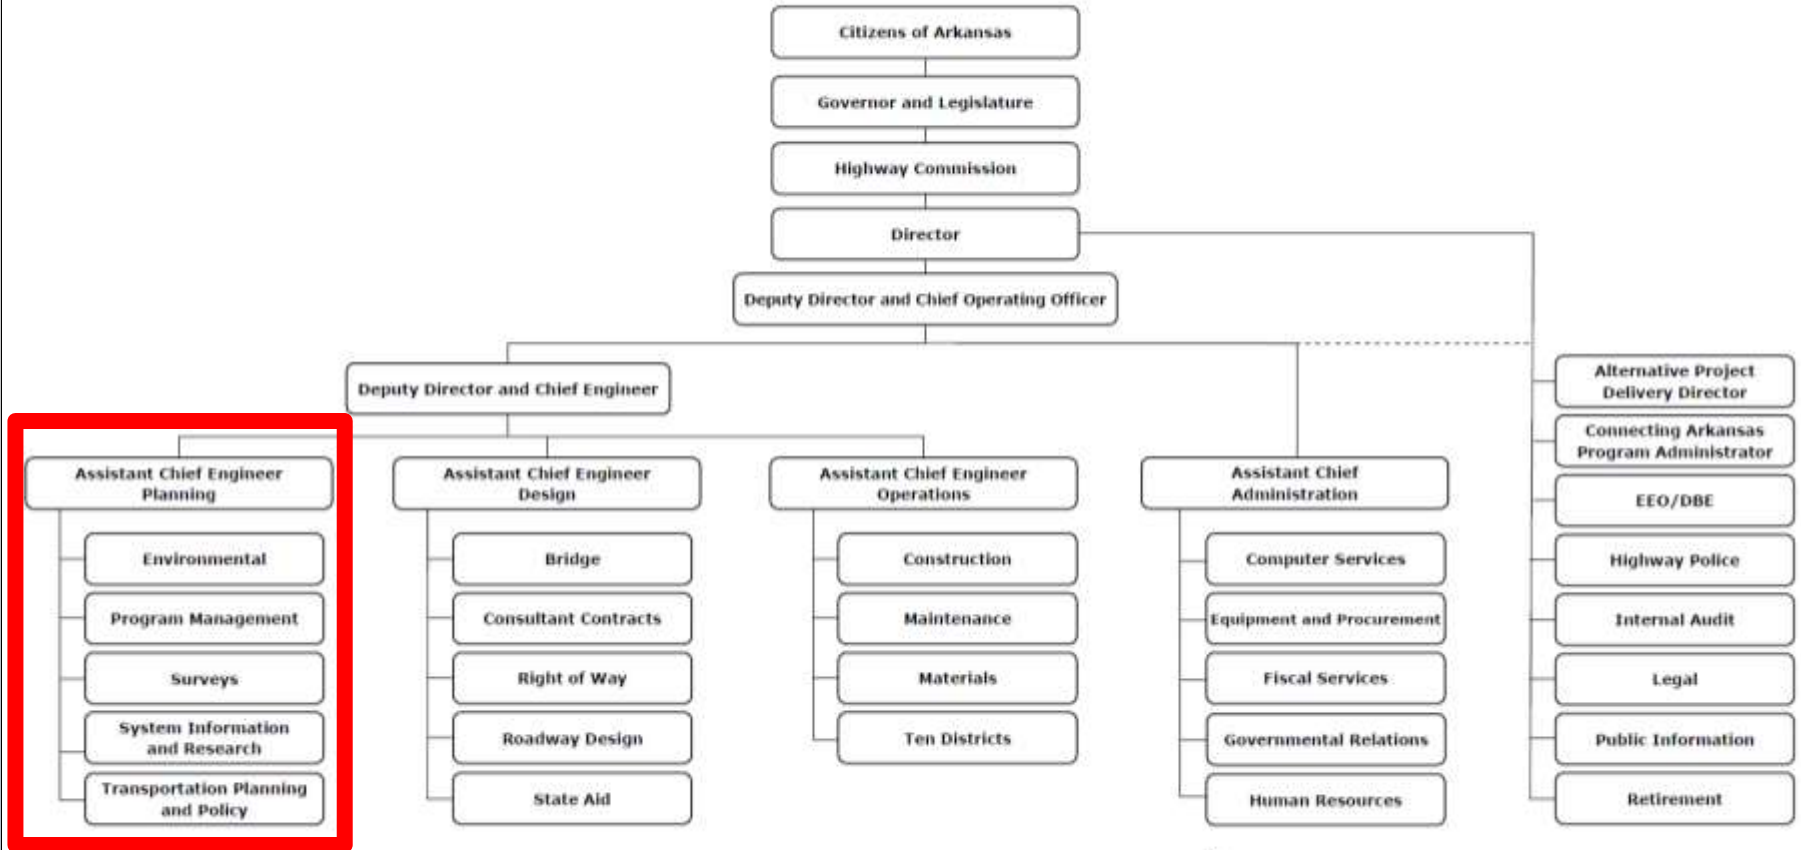 Citizens of Arkansas
Governor and Legislature
Highway Commission
Director
Deputy Director and Chief Operating Officer
Deputy Director and Chief Engineer
Assistant Chief Engineer
Planning
Environmental
Program Management
Surveys
System Information
and Research
Transportation Planning
and Policy
Assistant Chief Engineer
Design
Bridge
Consultant Contracts
Right of Way
Roadway Design
State Aid
Assistant Chief Engineer
Operations
Construction
Maintenance
Materials
Ten Districts
Assistant Chief
Administration
Computer Services
Equipment and Procurement
Fiscal Services
Governmental Relations
Human Resources
Alternative Project
Delivery Director
Connecting Arkansas
Program Administrator
EEO/DBE
Highway Police
Internal Audit
Legal
Public Information
Retirement